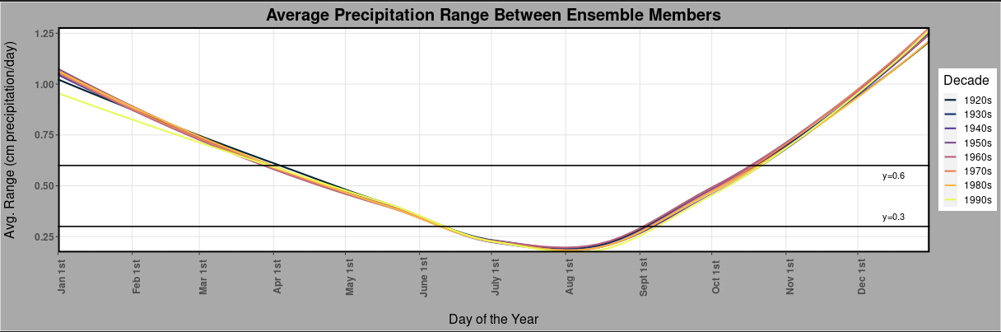 Average Precipitation Range Between Ensemble Members
Avg. Range (cm precipitation/day)
1.25
1.00
0.75
0.50
0.25
y=0.6
y=0.3
Jan 1st
Feb 1st
Mar 1st
Apr 1st
May 1st
June 1st
July 1st
Aug 1st
Sept 1st
Oct 1st
Nov 1st
Dec 1st
Day of the Year
Decade
1920s
1930s
1940s
1950s
1960s
1970s
1980s
1990s